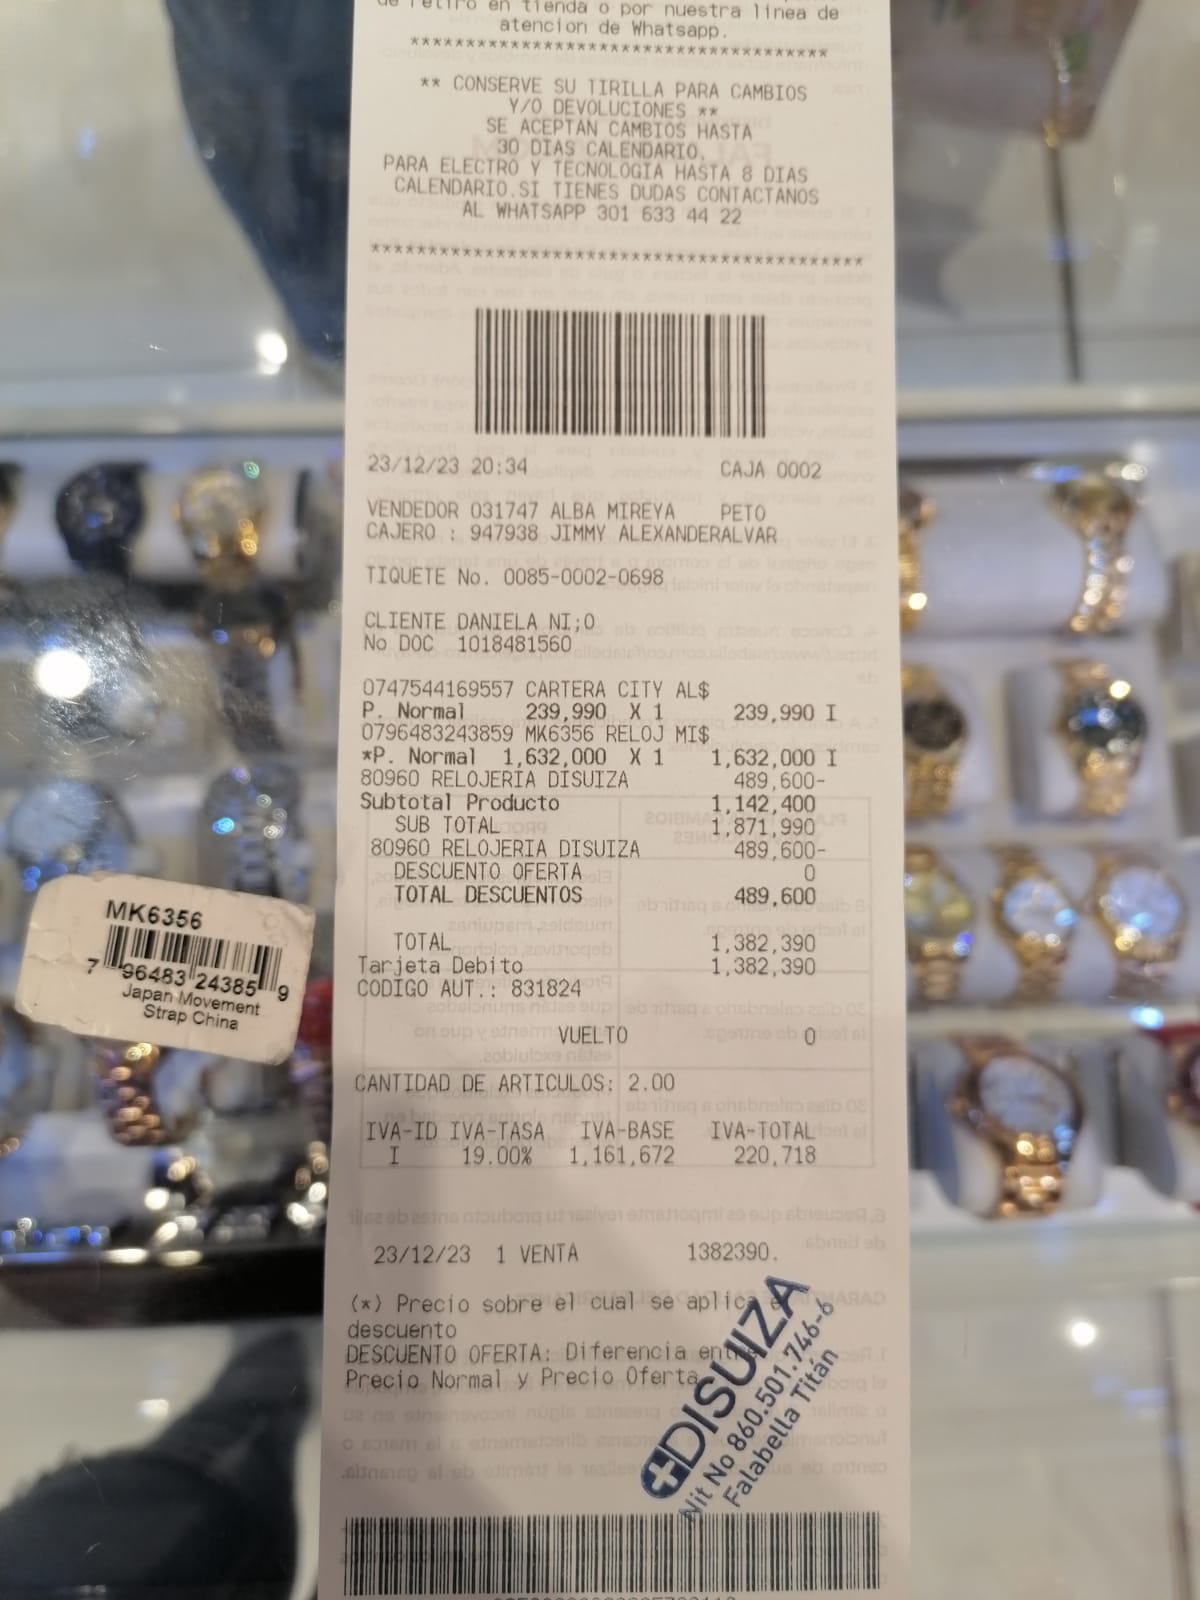 de retiro en tienda o por nuestra linea de
atencion de Whatsapp.
****************************************
** CONSERVE SU TIRILLA PARA CAMBIOS
Y/O DEVOLUCIONES **
SE ACEPTAN CAMBIOS HASTA
30 DIAS CALENDARIO,
PARA ELECTRO Y TECNOLOGIA HASTA 8 DIAS
CALENDARIO.SI TIENES DUDAS CONTACTANOS
AL WHATSAPP 301 633 44 22
***********************************************
23/12/23 20:34 CAJA 0002
VENDEDOR 031747 ALBA MIREYA PETO
CAJERO : 947938 JIMMY ALEXANDERALVAR
TIQUETE No. 0085-0002-0698
CLIENTE DANIELA NI;O
No DOC 1018481560
0747544169557 CARTERA CITY AL$
P. Normal 239,990 X 1 239,990 I
0796483243859 MK6356 RELOJ MI$
*P. Normal 1,632,000 X 1 1,632,000 I
80960 RELOJERIA DISUIZA 489,600-
Subtotal Producto 1,142,400
SUB TOTAL 1,871,990
80960 RELOJERIA DISUIZA 489,600-
DESCUENTO OFERTA 0
TOTAL DESCUENTOS 489,600
TOTAL 1,382,390
Tarjeta Debito 1,382,390
CODIGO AUT.: 831824
VUELTO 0
CANTIDAD DE ARTICULOS: 2.00
IVA-ID IVA-TASA IVA-BASE IVA-TOTAL
I 19.00% 1,161,672 220,718
23/12/23 1 VENTA 1382390.
(*) Precio sobre el cual se aplica el
descuento
DESCUENTO OFERTA: Diferencia entre
Precio Normal y Precio Oferta
DISUIZA
Nit No 860.501.746-6
Falabella Titán
MK6356
7 96483 24385 9
Japan Movement
Strap China